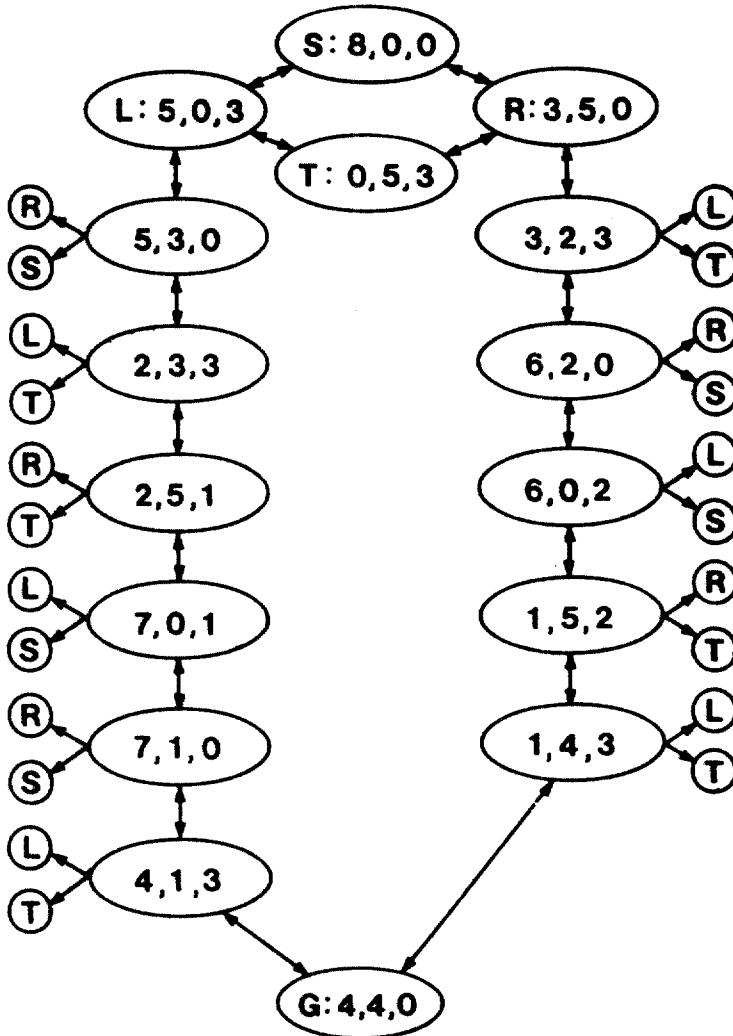 S: 8,0,0
L: 5,0,3
R: 3,5,0
T: 0,5,3
R
S
5,3,0
3,2,3
L
T
L
T
2,3,3
6,2,0
R
S
R
T
2,5,1
6,0,2
L
S
L
S
7,0,1
1,5,2
R
T
R
S
7,1,0
1,4,3
L
T
L
T
4,1,3
G: 4,4,0